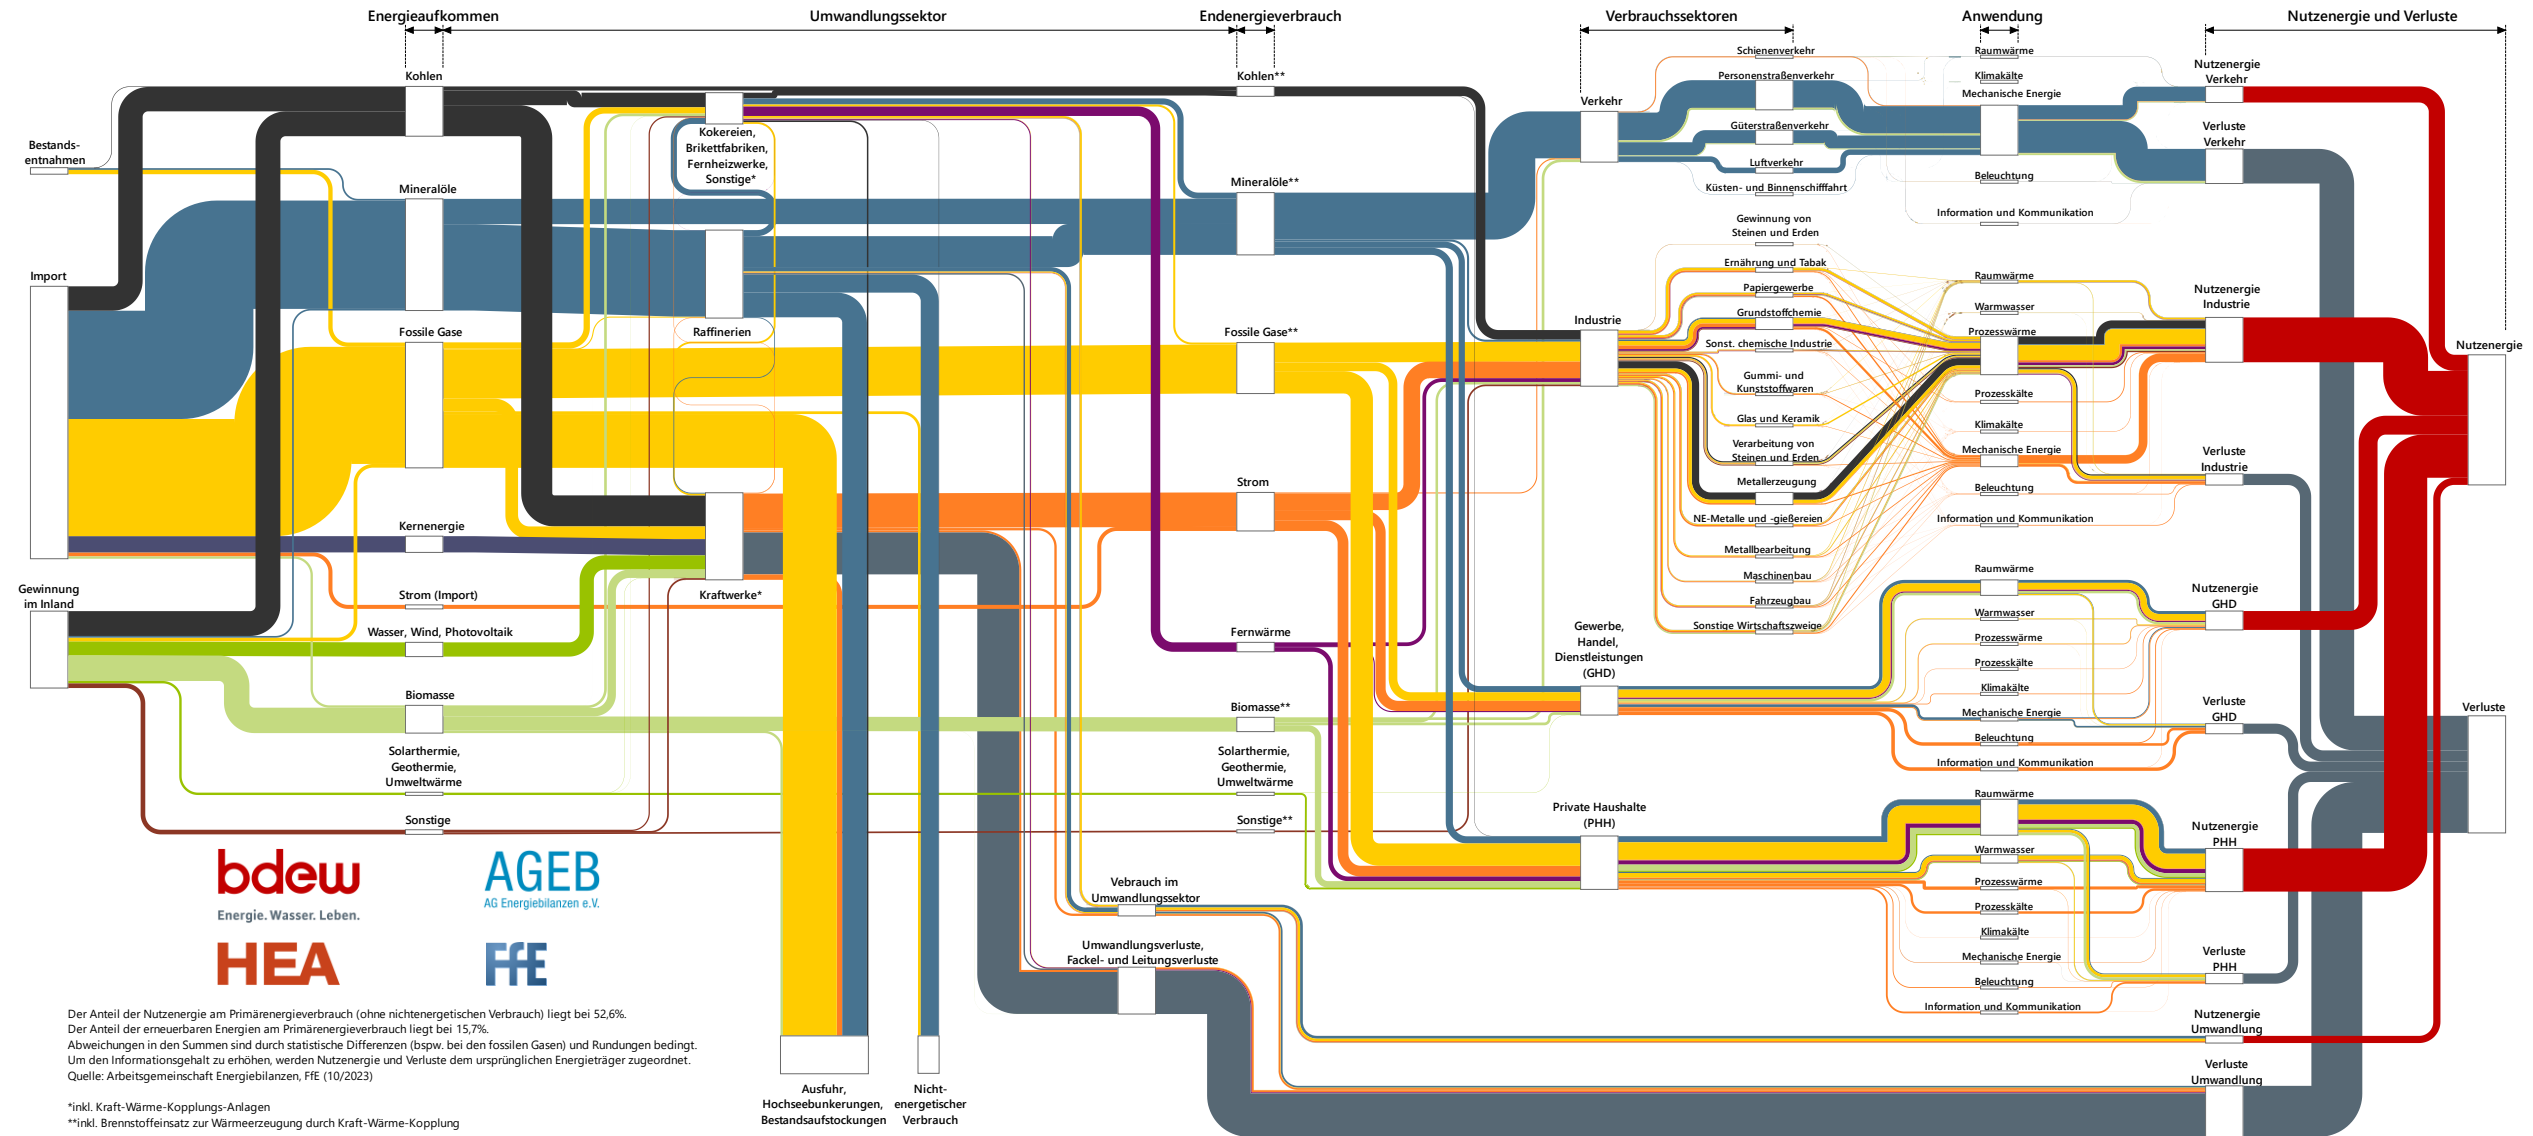 Energieaufkommen
Umwandlungssektor
Endenergieverbrauch
Verbrauchssektoren
Anwendung
Nutzenergie und Verluste
Bestands-
entnahmen
Import
Gewinnung
im Inland
Kohlen
Mineralöle
Fossile Gase
Kernenergie
Strom (Import)
Wasser, Wind, Photovoltaik
Biomasse
Solarthermie,
Geothermie,
Umweltwärme
Sonstige
Kokereien,
Brikettfabriken,
Fernheizwerke,
Sonstige*
Raffinerien
Kraftwerke*
Ausfuhr,
Hochseebunkerungen,
Bestandsaufstockungen
Nicht-
energetischer
Verbrauch
Kohlen**
Mineralöle**
Fossile Gase**
Strom
Fernwärme
Biomasse**
Solarthermie,
Geothermie,
Umweltwärme
Sonstige**
Vebrauch im
Umwandlungssektor
Umwandlungsverluste,
Fackel- und Leitungsverluste
Verkehr
Industrie
Gewerbe,
Handel,
Dienstleistungen
(GHD)
Private Haushalte
(PHH)
Schienenverkehr
Personenstraßenverkehr
Güterstraßenverkehr
Luftverkehr
Küsten- und Binnenschifffahrt
Gewinnung von
Steinen und Erden
Ernährung und Tabak
Papiergewerbe
Grundstoffchemie
Sonst. chemische Industrie
Gummi- und
Kunststoffwaren
Glas und Keramik
Verarbeitung von
Steinen und Erden
Metallerzeugung
NE-Metalle und -gießereien
Metallbearbeitung
Maschinenbau
Fahrzeugbau
Sonstige Wirtschaftszweige
Raumwärme
Klimakälte
Mechanische Energie
Beleuchtung
Information und Kommunikation
Raumwärme
Warmwasser
Prozesswärme
Prozesskälte
Klimakälte
Mechanische Energie
Beleuchtung
Information und Kommunikation
Raumwärme
Warmwasser
Prozesswärme
Prozesskälte
Klimakälte
Mechanische Energie
Beleuchtung
Information und Kommunikation
Raumwärme
Warmwasser
Prozesswärme
Prozesskälte
Klimakälte
Mechanische Energie
Beleuchtung
Information und Kommunikation
Nutzenergie
Verkehr
Verluste
Verkehr
Nutzenergie
Industrie
Verluste
Industrie
Nutzenergie
GHD
Verluste
GHD
Nutzenergie
PHH
Verluste
PHH
Nutzenergie
Umwandlung
Verluste
Umwandlung
Nutzenergie
Verluste
bdew
Energie. Wasser. Leben.
AGEB
AG Energiebilanzen e.V.
HEA
FfE
Der Anteil der Nutzenergie am Primärenergieverbrauch (ohne nichtenergetischen Verbrauch) liegt bei 52,6%.
Der Anteil der erneuerbaren Energien am Primärenergieverbrauch liegt bei 15,7%.
Abweichungen in den Summen sind durch statistische Differenzen (bspw. bei den fossilen Gasen) und Rundungen bedingt.
Um den Informationsgehalt zu erhöhen, werden Nutzenergie und Verluste dem ursprünglichen Energieträger zugeordnet.
Quelle: Arbeitsgemeinschaft Energiebilanzen, FfE (10/2023)
*inkl. Kraft-Wärme-Kopplungs-Anlagen
**inkl. Brennstoffeinsatz zur Wärmeerzeugung durch Kraft-Wärme-Kopplung